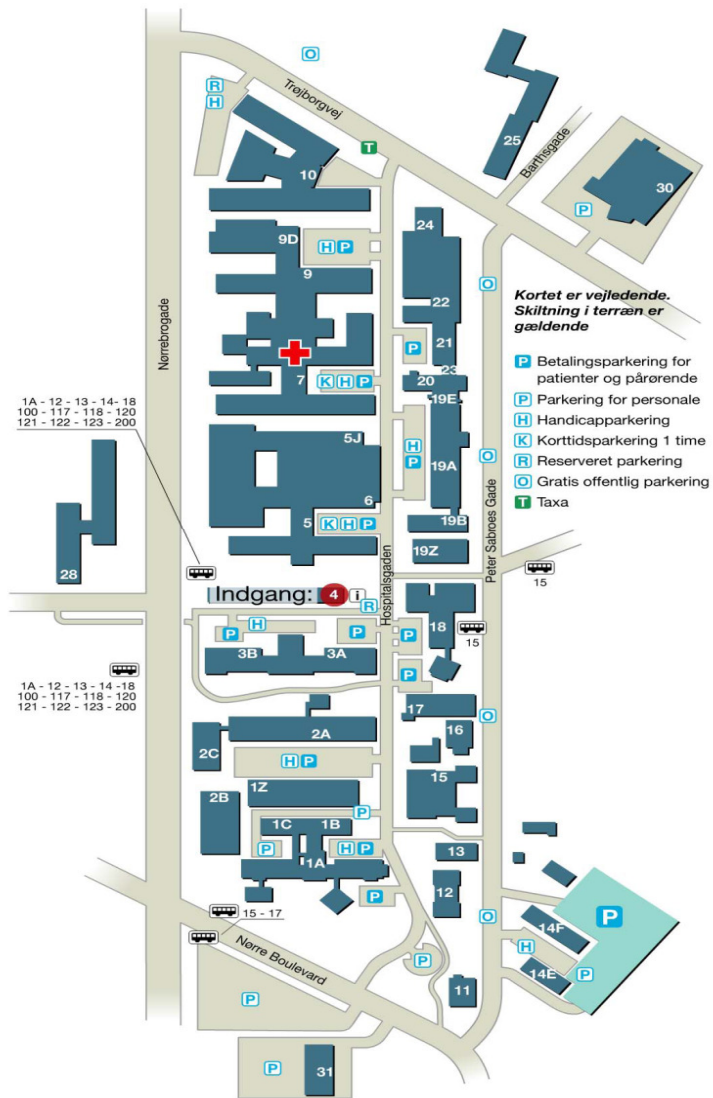 O
R
H
Trøjborgvej
T
25
Barthsgade
30
P
10
24
9D
H P
9
O
22
Kortet er vejledende.
Skiltning i terræn er
gældende
Nørrebrogade
21
P
23
P Betalingsparkering for
patienter og pårørende
7
K H P
20
19E
P Parkering for personale
H Handicapparkering
K Korttidsparkering 1 time
R Reserveret parkering
O Gratis offentlig parkering
T Taxa
1A - 12 - 13 - 14- 18
100 - 117 - 118 - 120
121 - 122 - 123 - 200
5J
H
P
19A
O
6
5
K H P
19B
19Z
Peter Sabroes Gade
28
15
Indgang: 4 i
R
Hospitalsgaden
H
P
P
P
18
15
3B
3A
P
1A - 12 - 13 - 14 -18
100 - 117 - 118 - 120
121 - 122 - 123 - 200
17
O
16
2A
2C
H P
15
1Z
2B
P
1C
1B
P
H P
13
1A
12
P
15 - 17
O
P
14F
H
Nørre Boulevard
P
14E
P
11
P
P
31